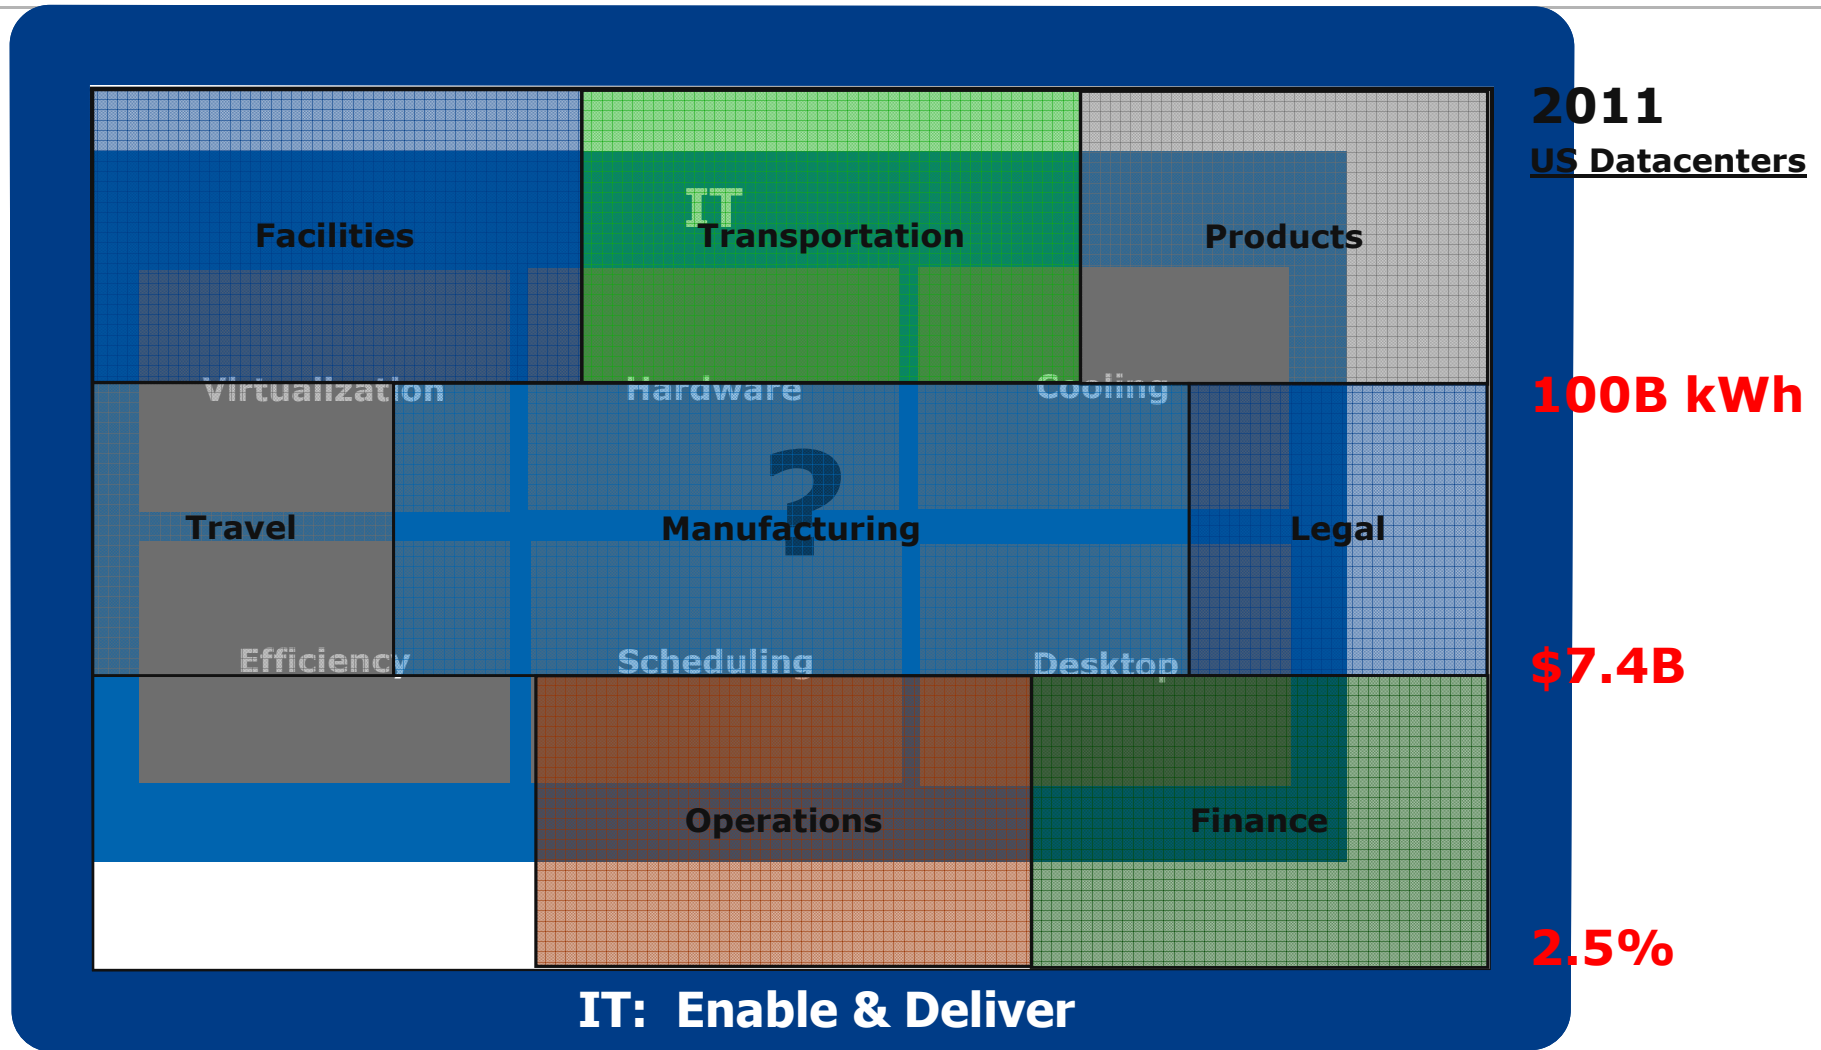 2011
US Datacenters
IT
Facilities
Transportation
Products
Virtualization
Hardware
Cooling
100B kWh
?
Travel
Manufacturing
Legal
Efficiency
Scheduling
Desktop
$7.4B
Operations
Finance
2.5%
IT: Enable & Deliver